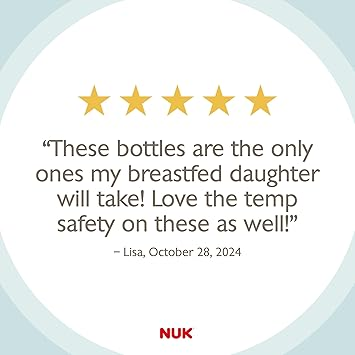 “These bottles are the only
ones my breastfed daughter
will take! Love the temp
safety on these as well!”
– Lisa, October 28, 2024
NUK